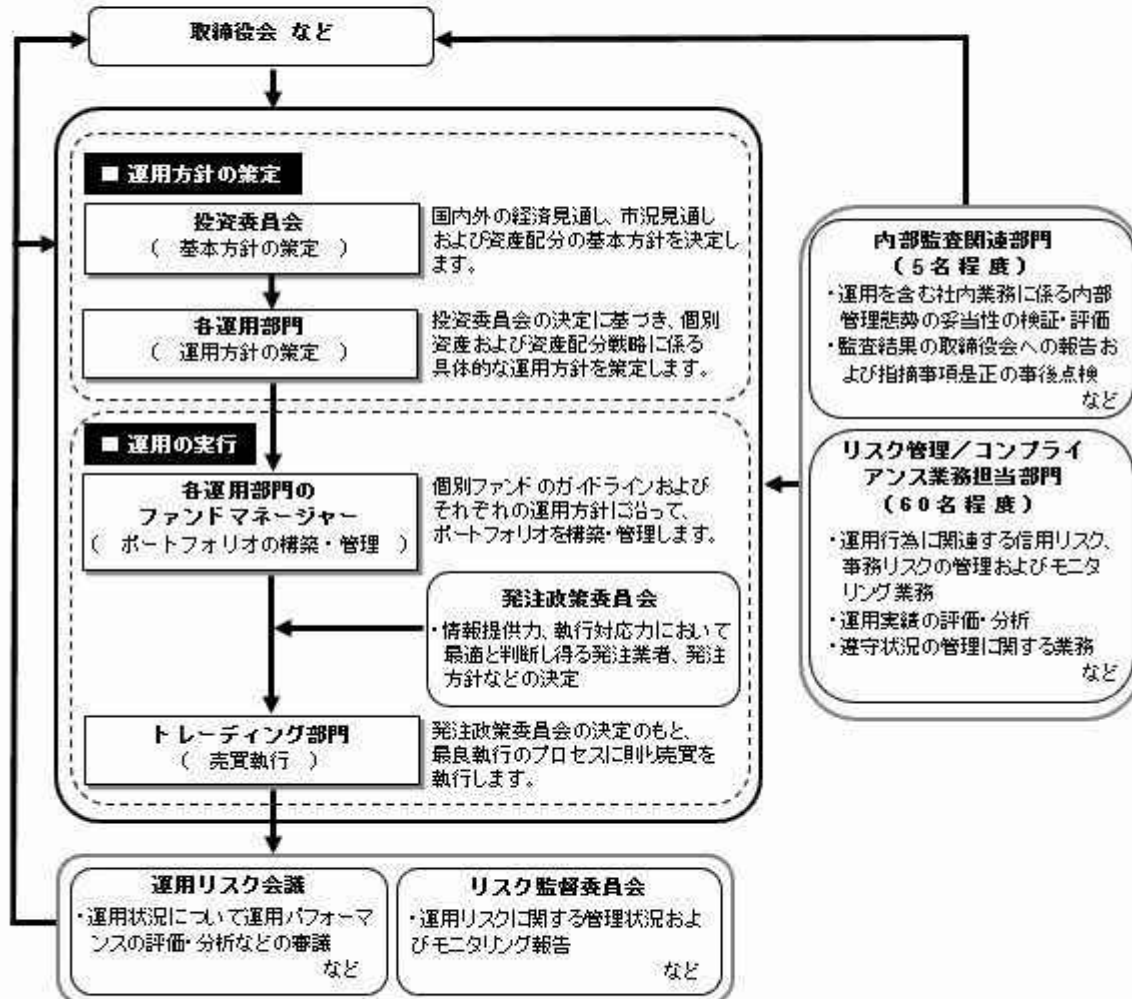 取締役会 など
■ 運用方針の策定
投資委員会
( 基本方針の策定 )
国内外の経済見通し、市況見通し
および資産配分の基本方針を決定し
ます。
各運用部門
( 運用方針の策定 )
投資委員会の決定に基づき、個別
資産および資産配分戦略に係る
具体的な運用方針を策定します。
■ 運用の実行
各運用部門の
ファンドマネージャー
( ポートフォリオの構築・管理 )
個別ファンドのガイドラインおよび
それぞれの運用方針に沿って、
ポートフォリオを構築・管理します。
発注政策委員会
・情報提供力、執行対応力において
最適と判断し得る発注業者、発注
方針などの決定
トレーディング部門
( 売買執行 )
発注政策委員会の決定のもと、
最良執行のプロセスに則り売買を
執行します。
内部監査関連部門
(5名程度)
・運用を含む社内業務に係る内部
管理態勢の妥当性の検証・評価
・監査結果の取締役会への報告お
よび指摘事項是正の事後点検
など
リスク管理/コンプライ
アンス業務担当部門
(60名程度)
・運用行為に関連する信用リスク、
事務リスクの管理およびモニタ
リング業務
・運用実績の評価・分析
・遵守状況の管理に関する業務
など
運用リスク会議
・運用状況について運用パフォーマ
ンスの評価・分析などの審議
など
リスク監督委員会
・運用リスクに関する管理状況およ
びモニタリング報告
など